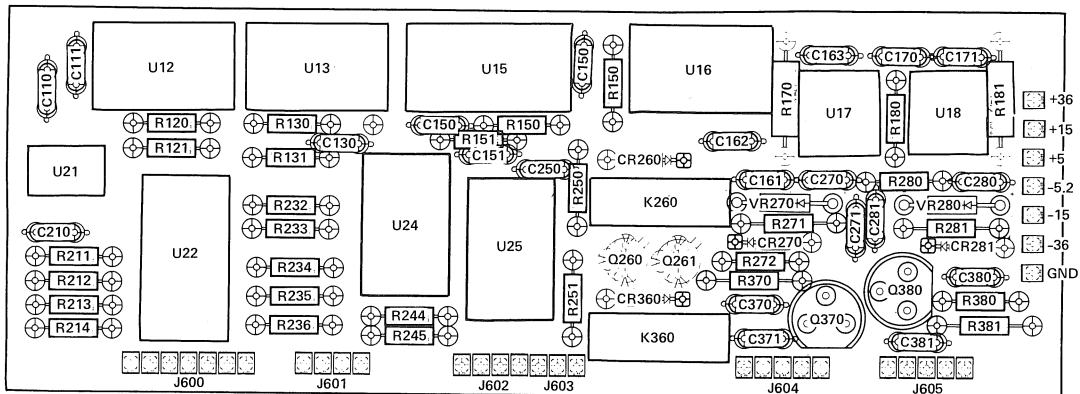 C110
C111
U12
U13
U15
C150
R150
U16
R170
C163
C170
C171
U17
R180
U18
R181
+36
+15
+5
-5.2
-15
-36
GND
R120
R121
R130
C130
R131
C150
R150
R151
C151
C250
R250
CR260
C162
C161
C270
R280
C280
U21
U22
R232
R233
U24
U25
K260
VR270
R271
C271
C281
VR280
R281
C210
R211
R212
R213
R214
R234
R235
R236
R244
R245
R251
Q260
Q261
CR270
R272
R370
CR281
Q380
C380
R380
R381
CR360
C370
Q370
K360
C371
C381
J600
J601
J602
J603
J604
J605